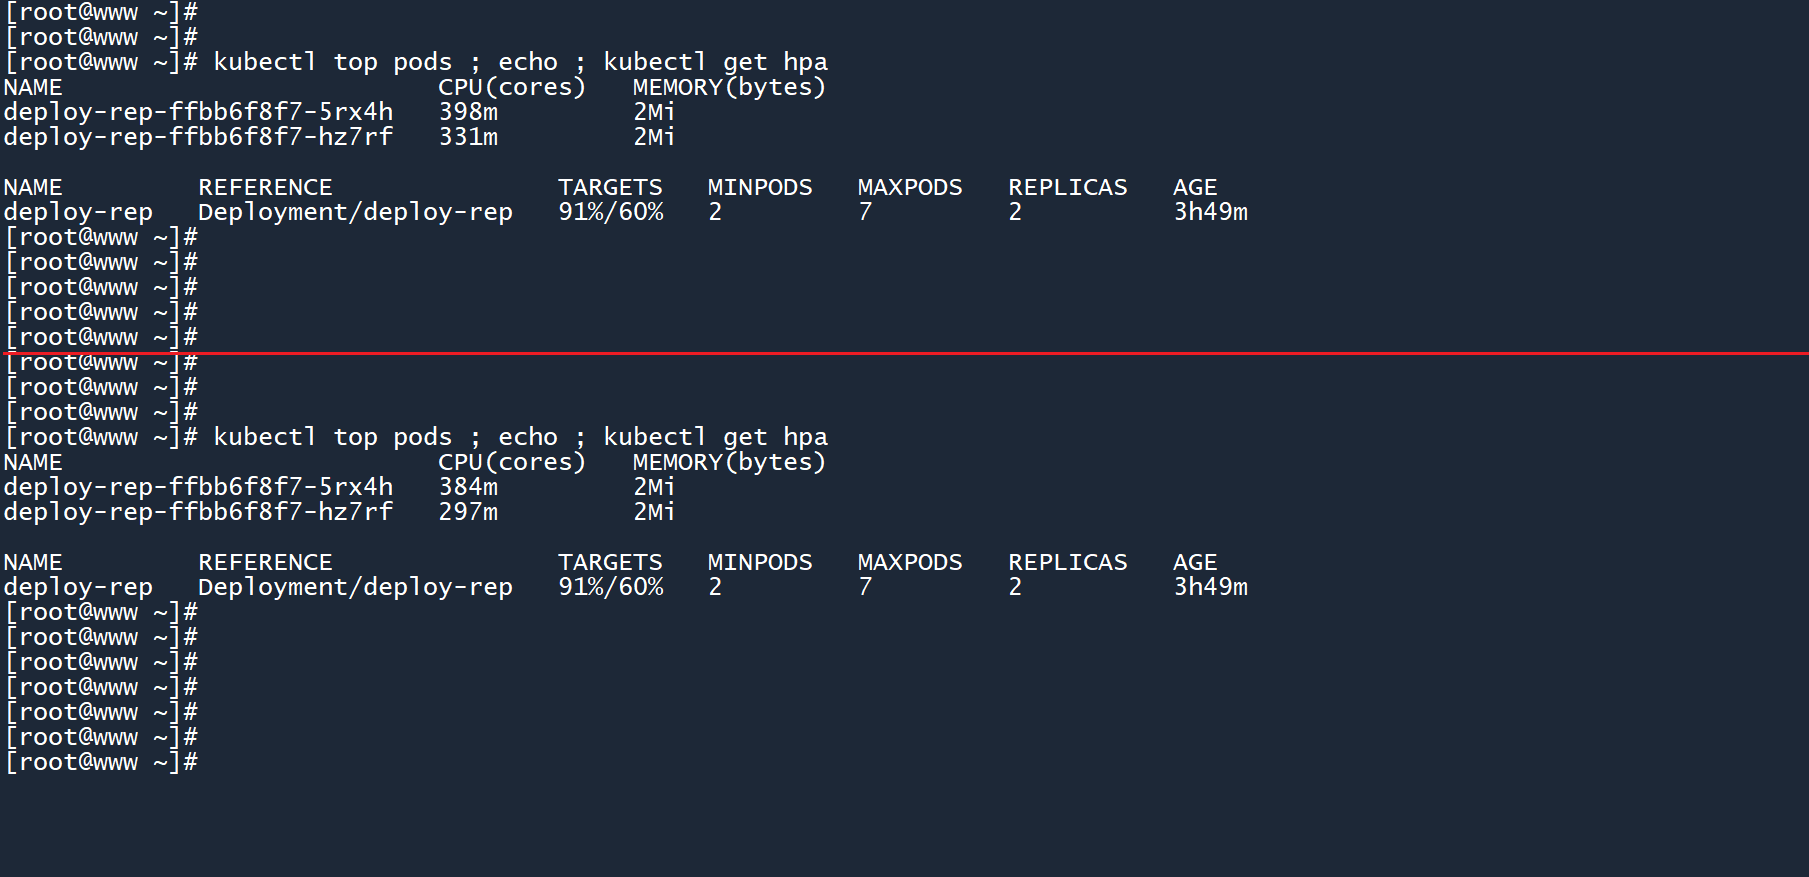 [root@www ~]#
[root@www ~]#
[root@www ~]# kubectl top pods ; echo ; kubectl get hpa
NAME                         CPU(cores)   MEMORY(bytes)
deploy-rep-ffbb6f8f7-5rx4h   398m         2Mi
deploy-rep-ffbb6f8f7-hz7rf   331m         2Mi

NAME         REFERENCE               TARGETS   MINPODS   MAXPODS   REPLICAS   AGE
deploy-rep   Deployment/deploy-rep   91%/60%   2         7         2          3h49m
[root@www ~]#
[root@www ~]#
[root@www ~]#
[root@www ~]#
[root@www ~]#
[root@www ~]#
[root@www ~]#
[root@www ~]#
[root@www ~]# kubectl top pods ; echo ; kubectl get hpa
NAME                         CPU(cores)   MEMORY(bytes)
deploy-rep-ffbb6f8f7-5rx4h   384m         2Mi
deploy-rep-ffbb6f8f7-hz7rf   297m         2Mi

NAME         REFERENCE               TARGETS   MINPODS   MAXPODS   REPLICAS   AGE
deploy-rep   Deployment/deploy-rep   91%/60%   2         7         2          3h49m
[root@www ~]#
[root@www ~]#
[root@www ~]#
[root@www ~]#
[root@www ~]#
[root@www ~]#
[root@www ~]#